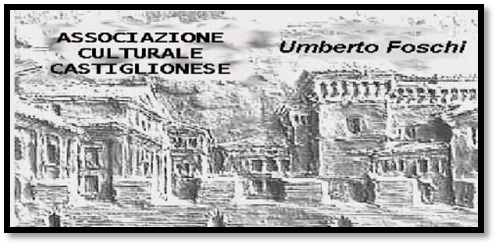 ASSOCIAZIONE
CULTURALE
CASTIGLIONESE
Umberto Foschi